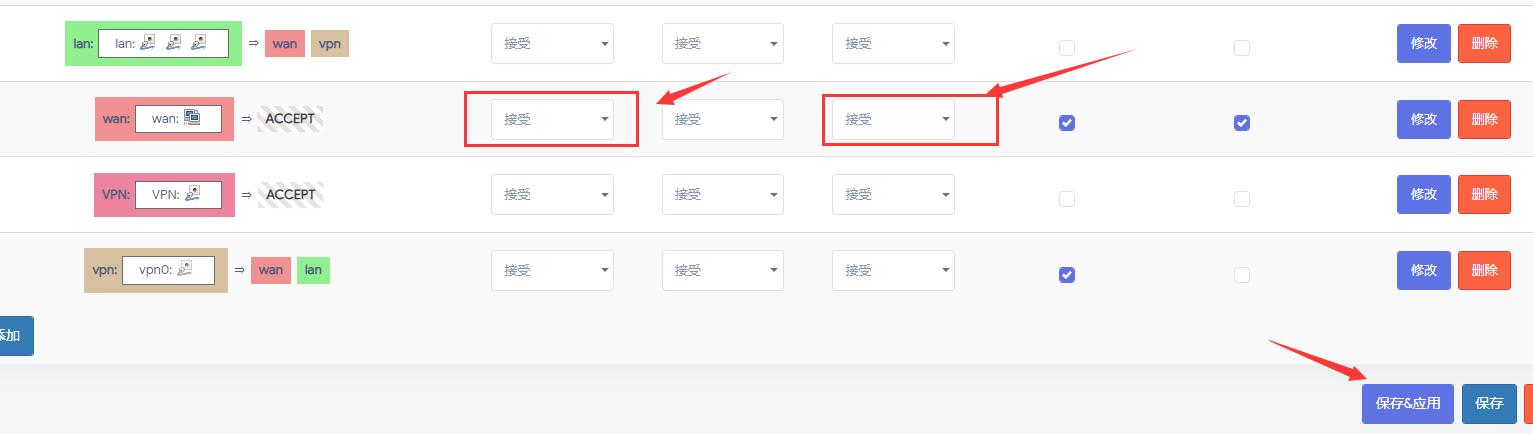 lan: lan: ⇒ wan vpn 接受 接受 接受 修改 删除
wan: wan: ⇒ ACCEPT 接受 接受 接受 修改 删除
VPN: VPN: ⇒ ACCEPT 接受 接受 接受 修改 删除
vpn: vpn0: ⇒ wan lan 接受 接受 接受 修改 删除
添加
保存&应用 保存